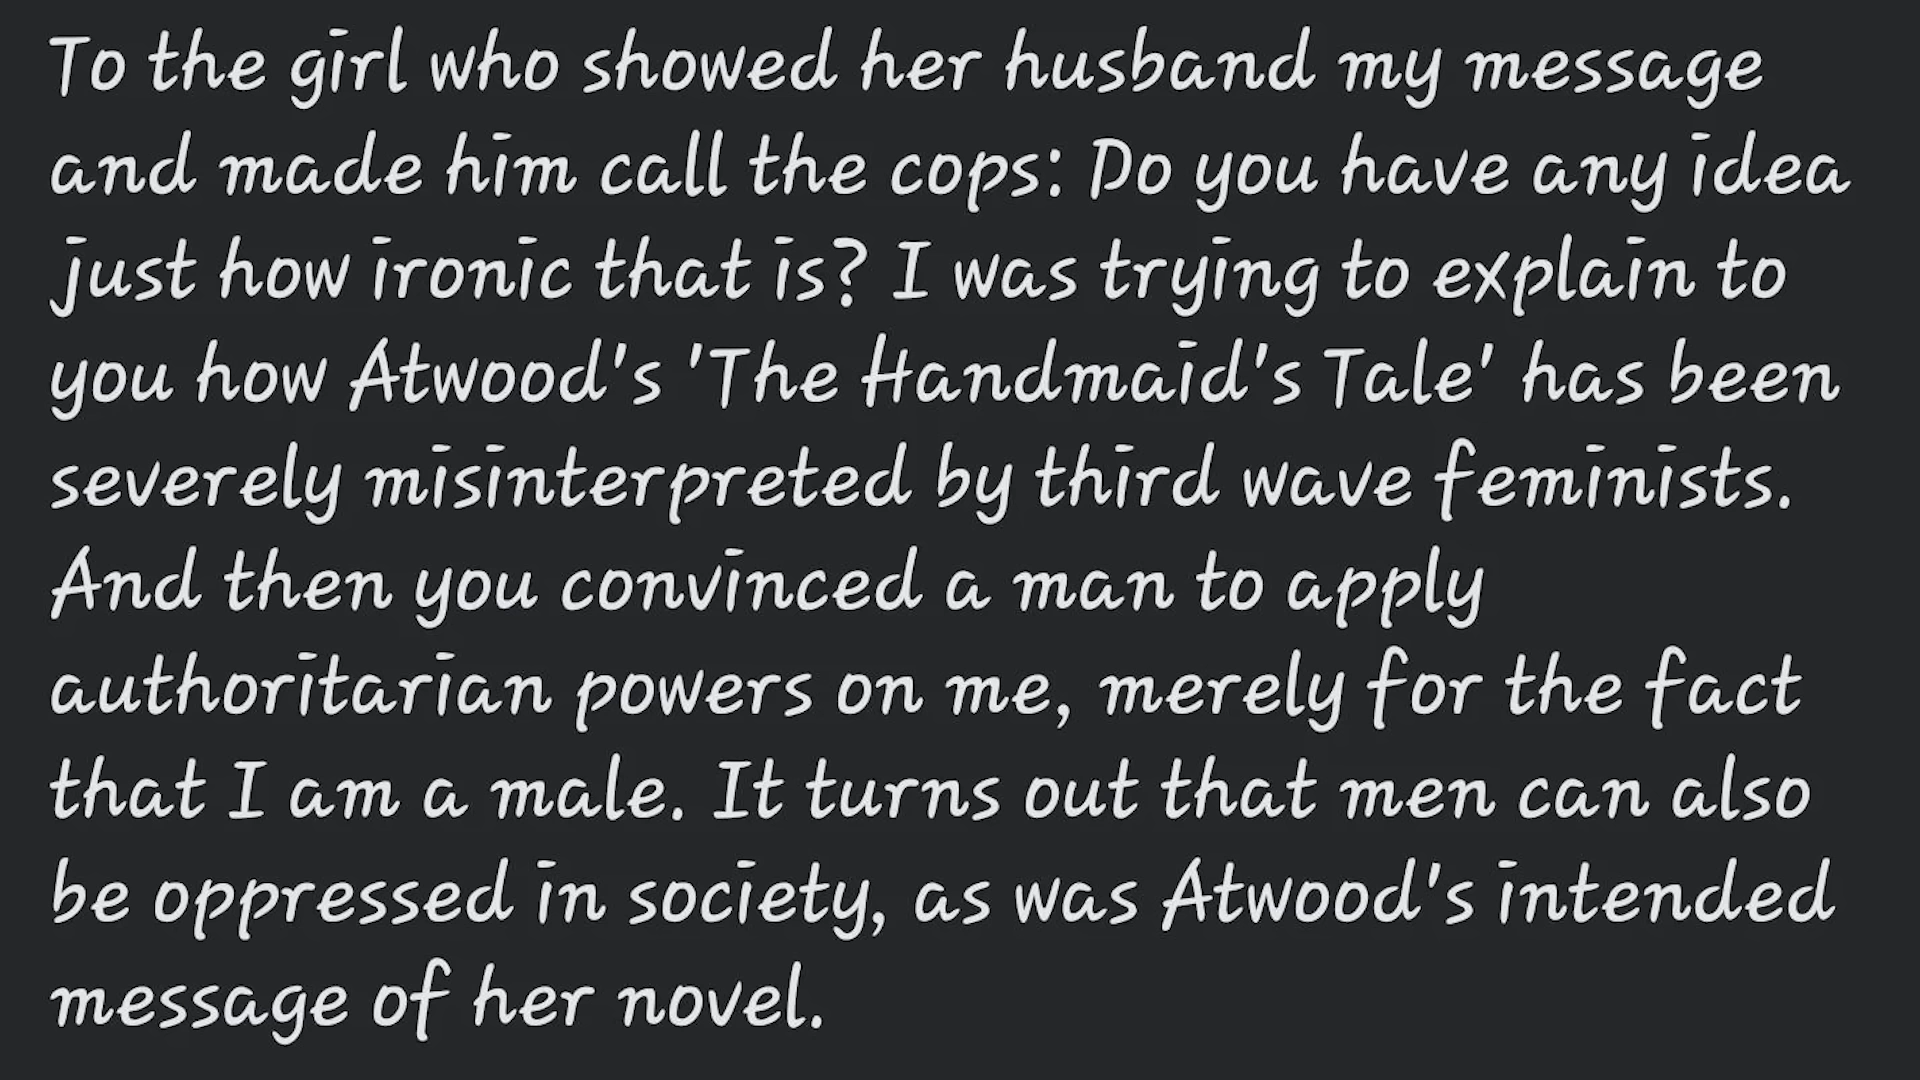 To the girl who showed her husband my message
and made him call the cops: Do you have any idea
just how ironic that is? I was trying to explain to
you how Atwood's 'The Handmaid's Tale' has been
severely misinterpreted by third wave feminists.
And then you convinced a man to apply
authoritarian powers on me, merely for the fact
that I am a male. It turns out that men can also
be oppressed in society, as was Atwood's intended
message of her novel.